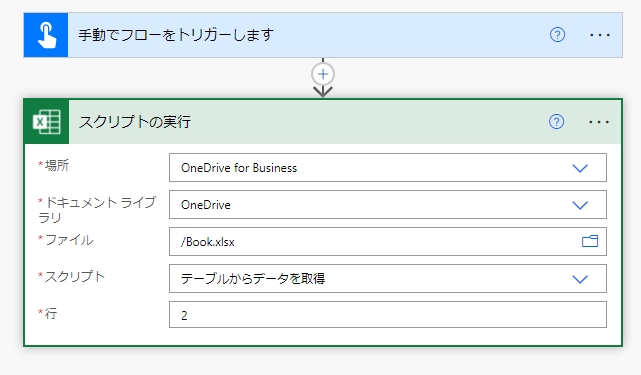 手動でフローをトリガーします
スクリプトの実行
*場所
OneDrive for Business
*ドキュメント ライブ
ラリ
OneDrive
*ファイル
/Book.xlsx
*スクリプト
テーブルからデータを取得
*行
2